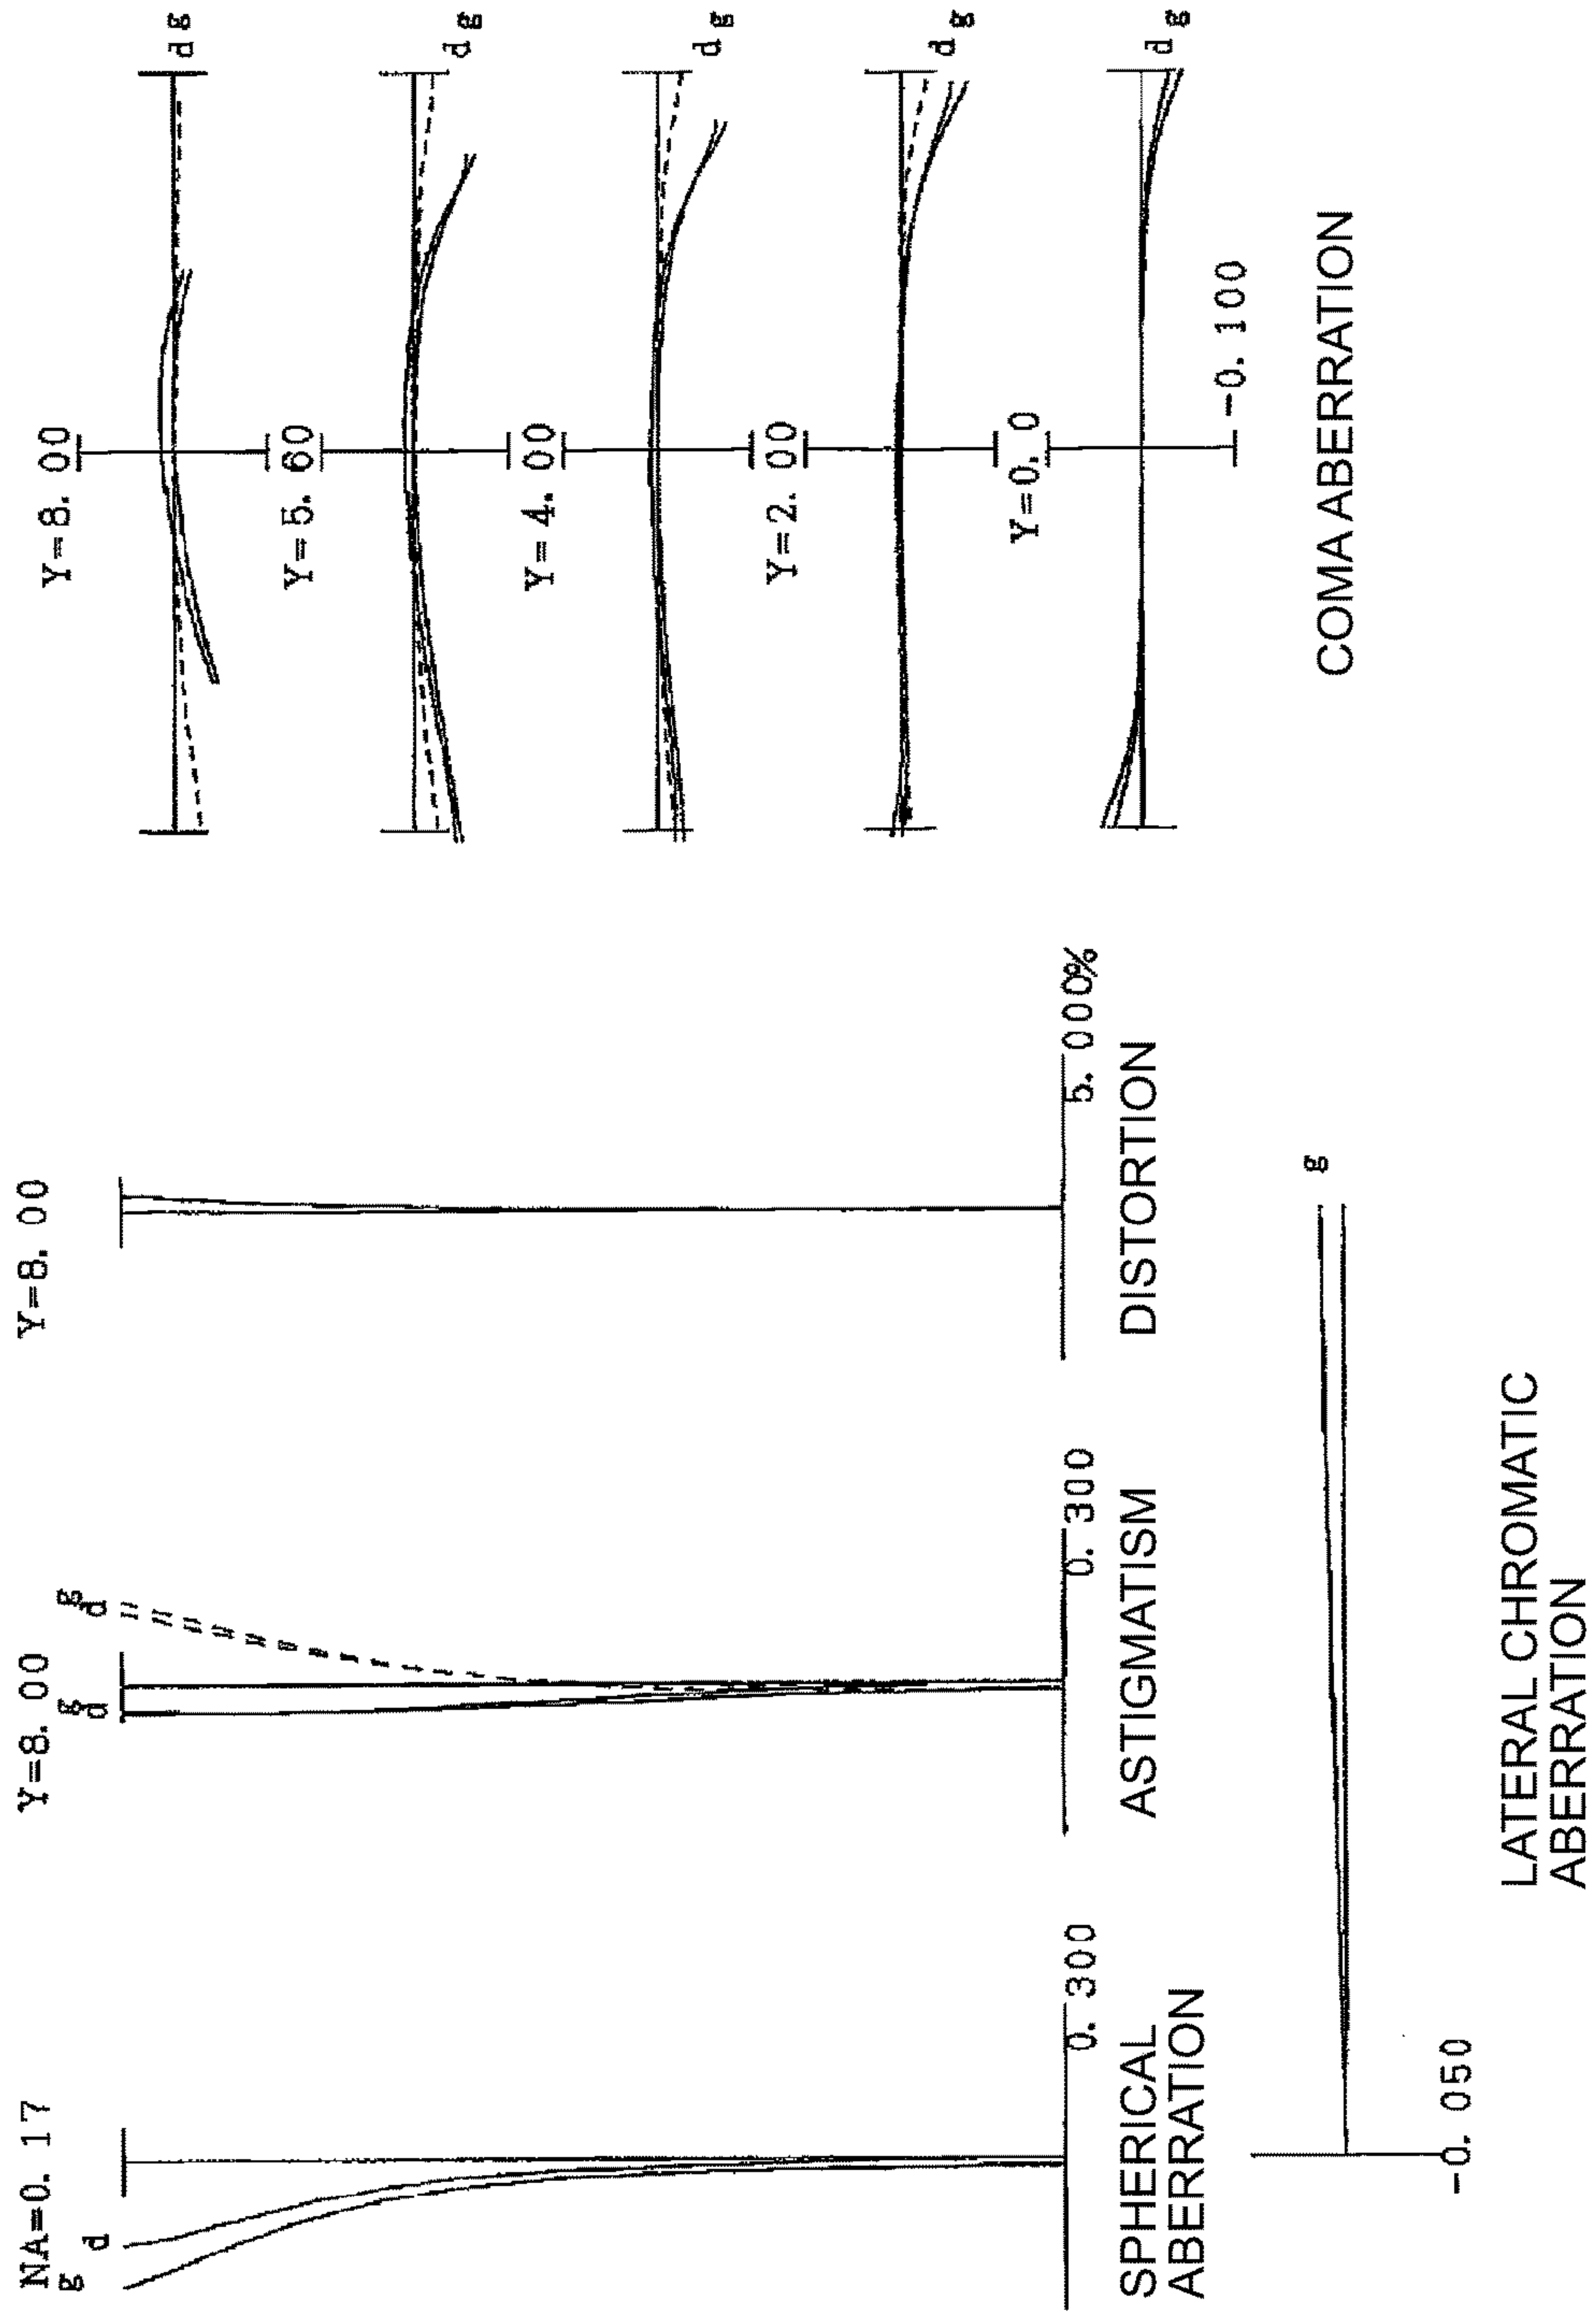 NA=0. 17
g
d
0. 300
SPHERICAL
ABERRATION
Y=8. 00
g
d
g
d
0. 300
ASTIGMATISM
Y=8. 00
5. 000%
DISTORTION
g
-0. 050
LATERAL CHROMATIC
ABERRATION
Y=8. 00
d g
Y=5. 60
d g
Y=4. 00
d g
Y=2. 00
d g
Y=0. 0
d g
-0. 100
COMA ABERRATION